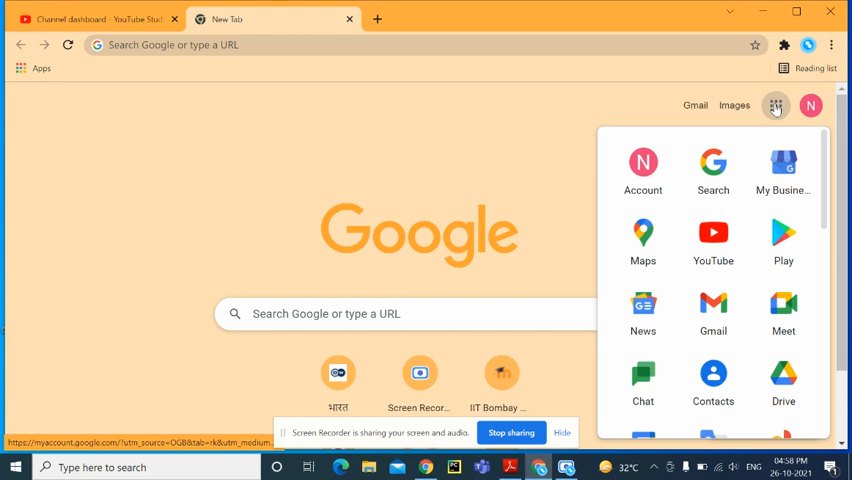 Channel dashboard - YouTube Stud
New Tab
Search Google or type a URL
Apps
Reading list
Gmail Images N
N
Account Search My Busine...
Maps YouTube Play
News Gmail Meet
Chat Contacts Drive
Google
Search Google or type a URL
भारत Screen Recor... IIT Bombay ...
Screen Recorder is sharing your screen and audio. Stop sharing Hide
https://myaccount.google.com/?utm_source=OGB&tab=rk&utm_medium...
Type here to search
32°C
04:58 PM
26-10-2021